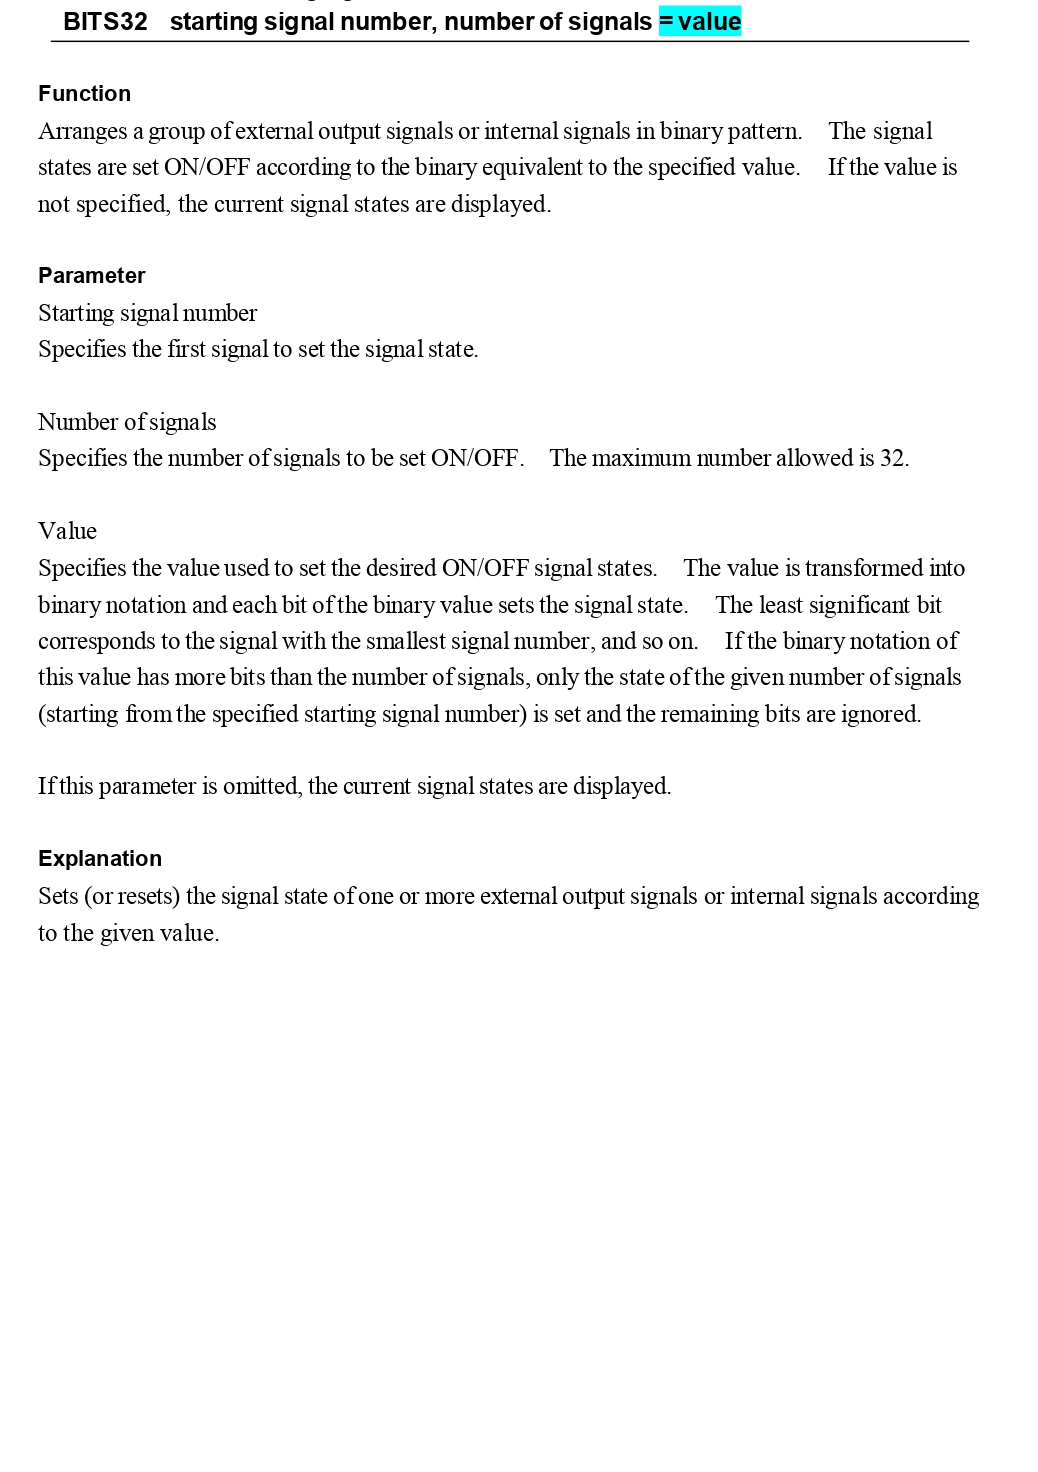 BITS32 starting signal number, number of signals = value
Function
Arranges a group of external output signals or internal signals in binary pattern. The signal
states are set ON/OFF according to the binary equivalent to the specified value. If the value is
not specified, the current signal states are displayed.
Parameter
Starting signal number
Specifies the first signal to set the signal state.
Number of signals
Specifies the number of signals to be set ON/OFF. The maximum number allowed is 32.
Value
Specifies the value used to set the desired ON/OFF signal states. The value is transformed into
binary notation and each bit of the binary value sets the signal state. The least significant bit
corresponds to the signal with the smallest signal number, and so on. If the binary notation of
this value has more bits than the number of signals, only the state of the given number of signals
(starting from the specified starting signal number) is set and the remaining bits are ignored.
If this parameter is omitted, the current signal states are displayed.
Explanation
Sets (or resets) the signal state of one or more external output signals or internal signals according
to the given value.